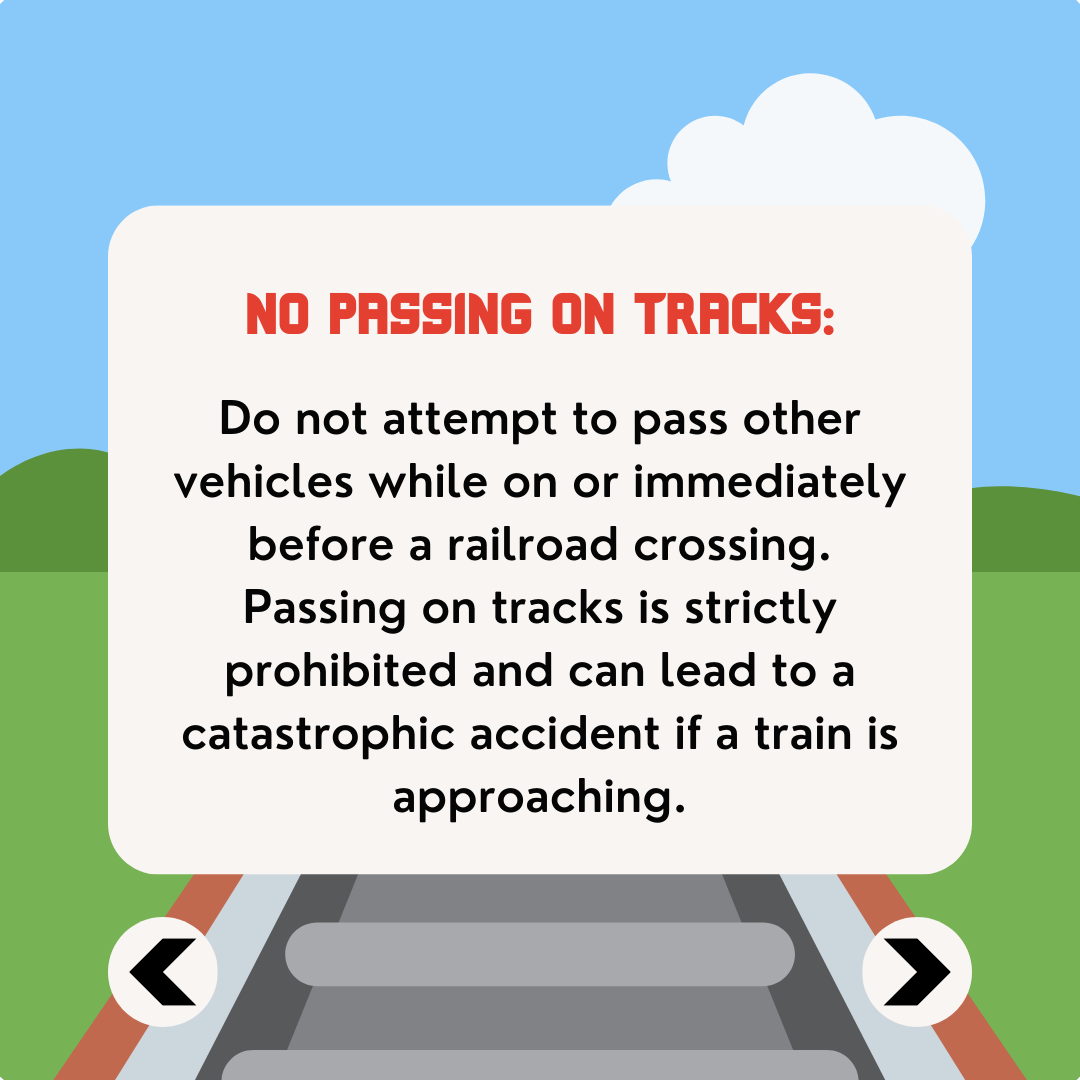 NO PASSING ON TRACKS:
Do not attempt to pass other
vehicles while on or immediately
before a railroad crossing.
Passing on tracks is strictly
prohibited and can lead to a
catastrophic accident if a train is
approaching.